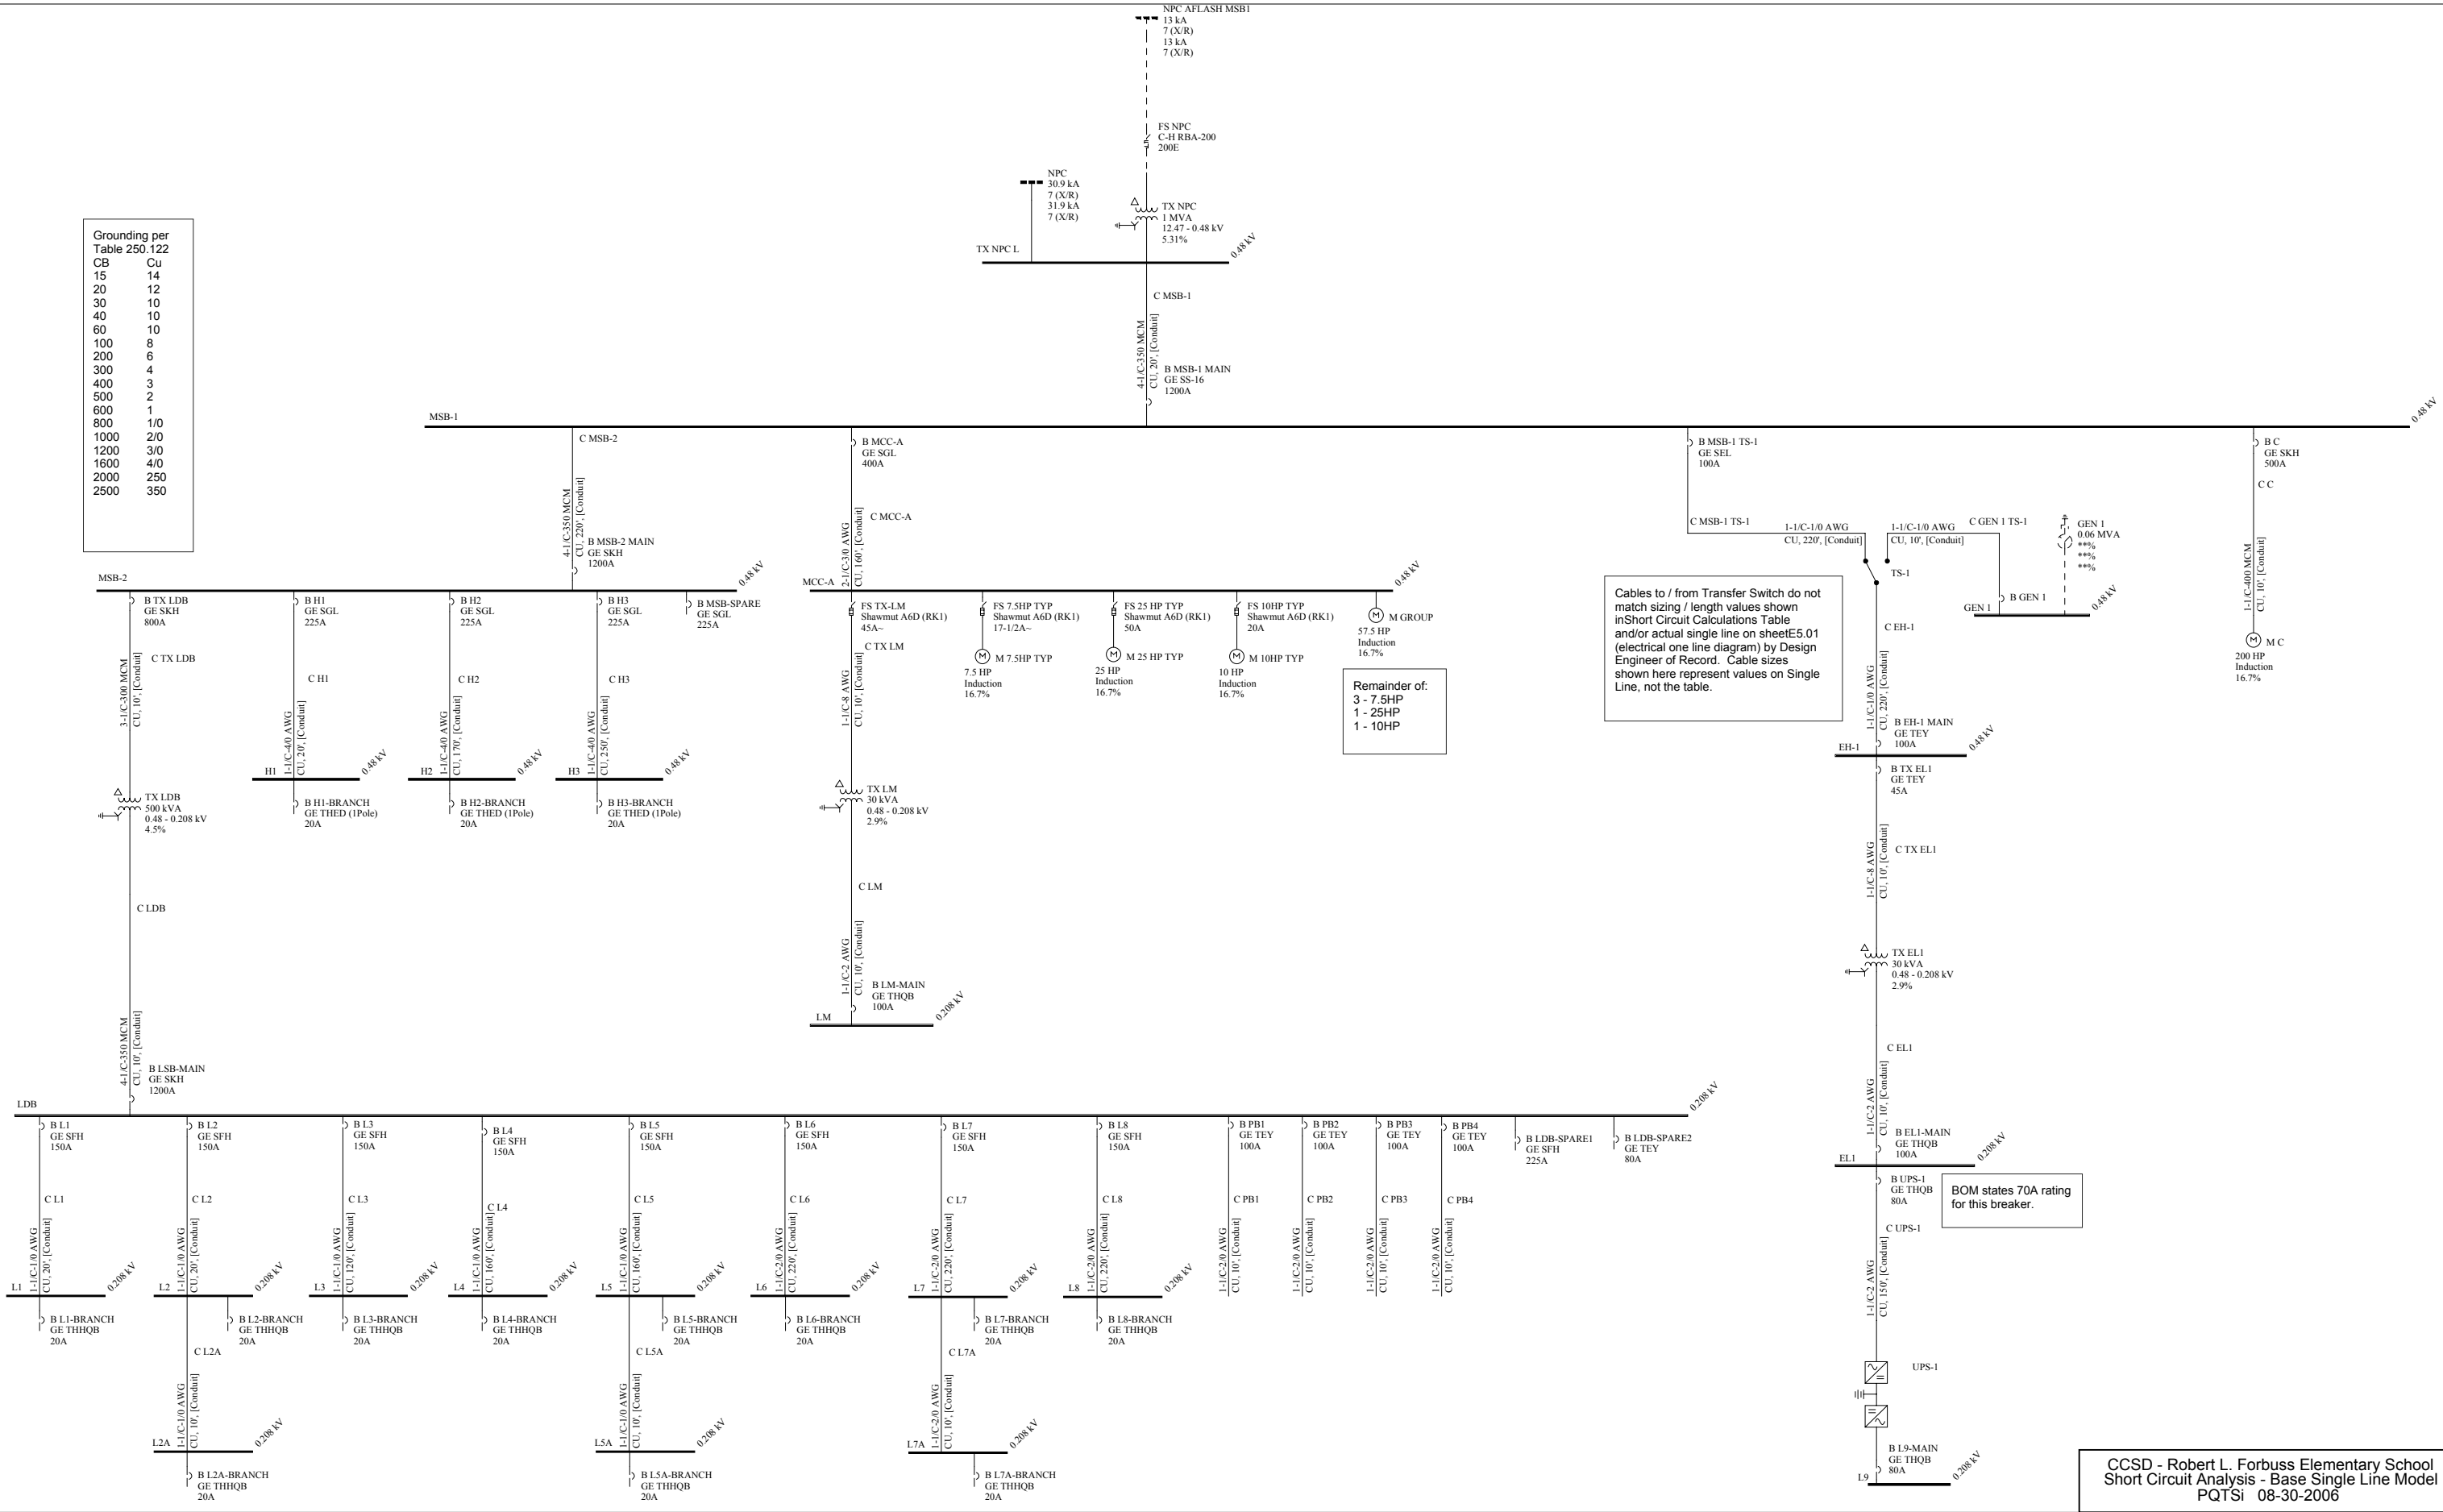 NPC AFLASH MSB1
13 kA
7 (X/R)
13 kA
7 (X/R)
FS NPC
C-H RBA-200
200E
NPC
30.9 kA
7 (X/R)
31.9 kA
7 (X/R)
TX NPC
1 MVA
12.47 - 0.48 kV
5.31%
TX NPC L
0.48 kV
Grounding per
Table 250.122
CB Cu
15 14
20 12
30 10
40 10
60 10
100 8
200 6
300 4
400 3
500 2
600 1
800 1/0
1000 2/0
1200 3/0
1600 4/0
2000 250
2500 350
C MSB-1
4-1/C-350 MCM
CU, 20', [Conduit]
B MSB-1 MAIN
GE SS-16
1200A
MSB-1
0.48 kV
C MSB-2
4-1/C-350 MCM
CU, 220', [Conduit]
B MSB-2 MAIN
GE SKH
1200A
B MCC-A
GE SGL
400A
C MCC-A
2-1/C-3/0 AWG
CU, 160', [Conduit]
B MSB-1 TS-1
GE SEL
100A
C MSB-1 TS-1
1-1/C-1/0 AWG
CU, 220', [Conduit]
1-1/C-1/0 AWG
CU, 10', [Conduit]
C GEN 1 TS-1
GEN 1
0.06 MVA
**%
**%
**%
TS-1
B GEN 1
GEN 1
0.48 kV
B C
GE SKH
500A
C C
1-1/C-400 MCM
CU, 10', [Conduit]
M
M C
200 HP
Induction
16.7%
MSB-2
0.48 kV
B TX LDB
GE SKH
800A
C TX LDB
3-1/C-300 MCM
CU, 10', [Conduit]
B H1
GE SGL
225A
C H1
1-1/C-4/0 AWG
CU, 20', [Conduit]
B H2
GE SGL
225A
C H2
1-1/C-4/0 AWG
CU, 170', [Conduit]
B H3
GE SGL
225A
C H3
1-1/C-4/0 AWG
CU, 250', [Conduit]
B MSB-SPARE
GE SGL
225A
H1
0.48 kV
H2
0.48 kV
H3
0.48 kV
B H1-BRANCH
GE THED (1Pole)
20A
B H2-BRANCH
GE THED (1Pole)
20A
B H3-BRANCH
GE THED (1Pole)
20A
TX LDB
500 kVA
0.48 - 0.208 kV
4.5%
C LDB
4-1/C-350 MCM
CU, 10', [Conduit]
B LSB-MAIN
GE SKH
1200A
MCC-A
0.48 kV
FS TX-LM
Shawmut A6D (RK1)
45A~
C TX LM
1-1/C-8 AWG
CU, 10', [Conduit]
FS 7.5HP TYP
Shawmut A6D (RK1)
17-1/2A~
M
M 7.5HP TYP
7.5 HP
Induction
16.7%
FS 25 HP TYP
Shawmut A6D (RK1)
50A
M
M 25 HP TYP
25 HP
Induction
16.7%
FS 10HP TYP
Shawmut A6D (RK1)
20A
M
M 10HP TYP
10 HP
Induction
16.7%
M
M GROUP
57.5 HP
Induction
16.7%
Remainder of:
3 - 7.5HP
1 - 25HP
1 - 10HP
TX LM
30 kVA
0.48 - 0.208 kV
2.9%
C LM
1-1/C-2 AWG
CU, 10', [Conduit]
B LM-MAIN
GE THQB
100A
LM
0.208 kV
Cables to / from Transfer Switch do not
match sizing / length values shown
inShort Circuit Calculations Table
and/or actual single line on sheetE5.01
(electrical one line diagram) by Design
Engineer of Record. Cable sizes
shown here represent values on Single
Line, not the table.
C EH-1
1-1/C-1/0 AWG
CU, 220', [Conduit]
B EH-1 MAIN
GE TEY
100A
EH-1
0.48 kV
B TX EL1
GE TEY
45A
C TX EL1
1-1/C-8 AWG
CU, 10', [Conduit]
TX EL1
30 kVA
0.48 - 0.208 kV
2.9%
C EL1
1-1/C-2 AWG
CU, 10', [Conduit]
B EL1-MAIN
GE THQB
100A
EL1
0.208 kV
B UPS-1
GE THQB
80A
BOM states 70A rating
for this breaker.
C UPS-1
1-1/C-2 AWG
CU, 150', [Conduit]
UPS-1
B L9-MAIN
GE THQB
80A
L9
0.208 kV
LDB
0.208 kV
B L1
GE SFH
150A
B L2
GE SFH
150A
B L3
GE SFH
150A
B L4
GE SFH
150A
B L5
GE SFH
150A
B L6
GE SFH
150A
B L7
GE SFH
150A
B L8
GE SFH
150A
B PB1
GE TEY
100A
B PB2
GE TEY
100A
B PB3
GE TEY
100A
B PB4
GE TEY
100A
B LDB-SPARE1
GE SFH
225A
B LDB-SPARE2
GE TEY
80A
C L1
1-1/C-1/0 AWG
CU, 20', [Conduit]
C L2
1-1/C-1/0 AWG
CU, 20', [Conduit]
C L3
1-1/C-1/0 AWG
CU, 120', [Conduit]
C L4
1-1/C-1/0 AWG
CU, 160', [Conduit]
C L5
1-1/C-1/0 AWG
CU, 160', [Conduit]
C L6
1-1/C-2/0 AWG
CU, 220', [Conduit]
C L7
1-1/C-2/0 AWG
CU, 220', [Conduit]
C L8
1-1/C-2/0 AWG
CU, 220', [Conduit]
C PB1
1-1/C-2/0 AWG
CU, 10', [Conduit]
C PB2
1-1/C-2/0 AWG
CU, 10', [Conduit]
C PB3
1-1/C-2/0 AWG
CU, 10', [Conduit]
C PB4
1-1/C-2/0 AWG
CU, 10', [Conduit]
L1
0.208 kV
L2
0.208 kV
L3
0.208 kV
L4
0.208 kV
L5
0.208 kV
L6
0.208 kV
L7
0.208 kV
L8
0.208 kV
B L1-BRANCH
GE THHQB
20A
B L2-BRANCH
GE THHQB
20A
B L3-BRANCH
GE THHQB
20A
B L4-BRANCH
GE THHQB
20A
B L5-BRANCH
GE THHQB
20A
B L6-BRANCH
GE THHQB
20A
B L7-BRANCH
GE THHQB
20A
B L8-BRANCH
GE THHQB
20A
C L2A
1-1/C-1/0 AWG
CU, 10', [Conduit]
C L5A
1-1/C-1/0 AWG
CU, 10', [Conduit]
C L7A
1-1/C-2/0 AWG
CU, 10', [Conduit]
L2A
0.208 kV
L5A
0.208 kV
L7A
0.208 kV
B L2A-BRANCH
GE THHQB
20A
B L5A-BRANCH
GE THHQB
20A
B L7A-BRANCH
GE THHQB
20A
CCSD - Robert L. Forbuss Elementary School
Short Circuit Analysis - Base Single Line Model
PQTSi 08-30-2006